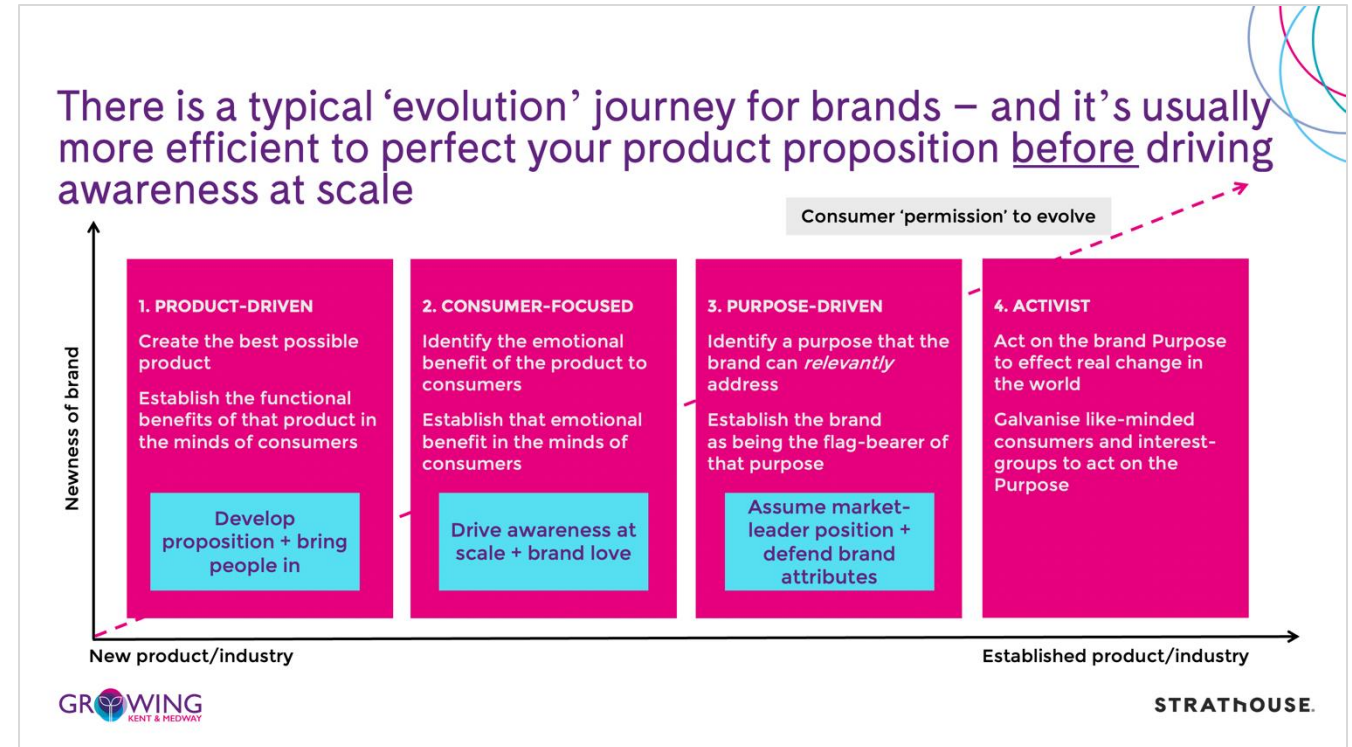 There is a typical ‘evolution’ journey for brands – and it’s usually
more efficient to perfect your product proposition before driving
awareness at scale
Consumer ‘permission’ to evolve
Newness of brand
1. PRODUCT-DRIVEN
Create the best possible
product
Establish the functional
benefits of that product in
the minds of consumers
Develop
proposition + bring
people in
2. CONSUMER-FOCUSED
Identify the emotional
benefit of the product to
consumers
Establish that emotional
benefit in the minds of
consumers
Drive awareness at
scale + brand love
3. PURPOSE-DRIVEN
Identify a purpose that the
brand can relevantly
address
Establish the brand
as being the flag-bearer of
that purpose
Assume market-
leader position +
defend brand
attributes
4. ACTIVIST
Act on the brand Purpose
to effect real change in
the world
Galvanise like-minded
consumers and interest-
groups to act on the
Purpose
New product/industry
Established product/industry
GROWING
KENT & MEDWAY
STRATHOUSE.